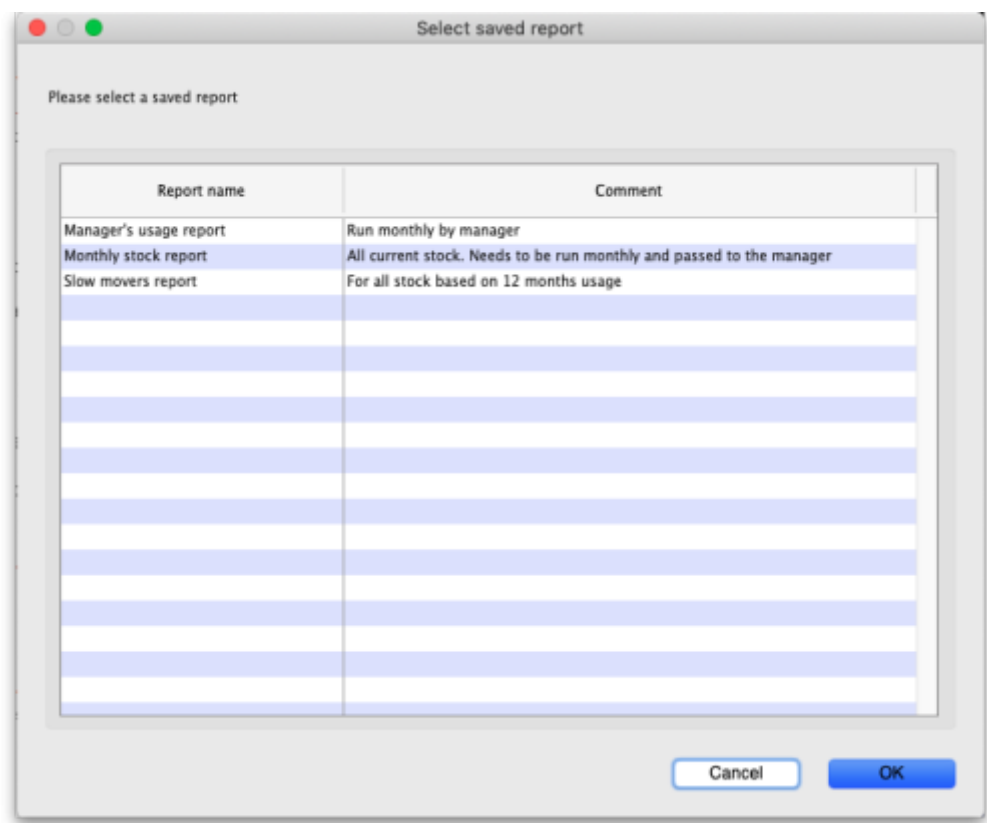 Select saved report
Please select a saved report
Report name Comment
Manager's usage report Run monthly by manager
Monthly stock report All current stock. Needs to be run monthly and passed to the manager
Slow movers report For all stock based on 12 months usage
Cancel OK